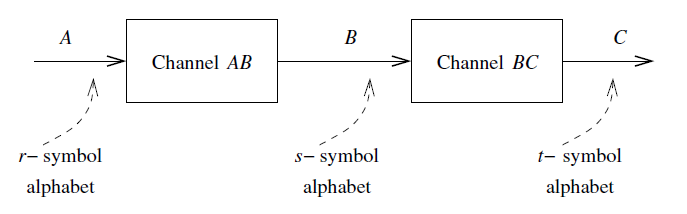 A
B
C
Channel AB
Channel BC
r− symbol
alphabet
s− symbol
alphabet
t− symbol
alphabet